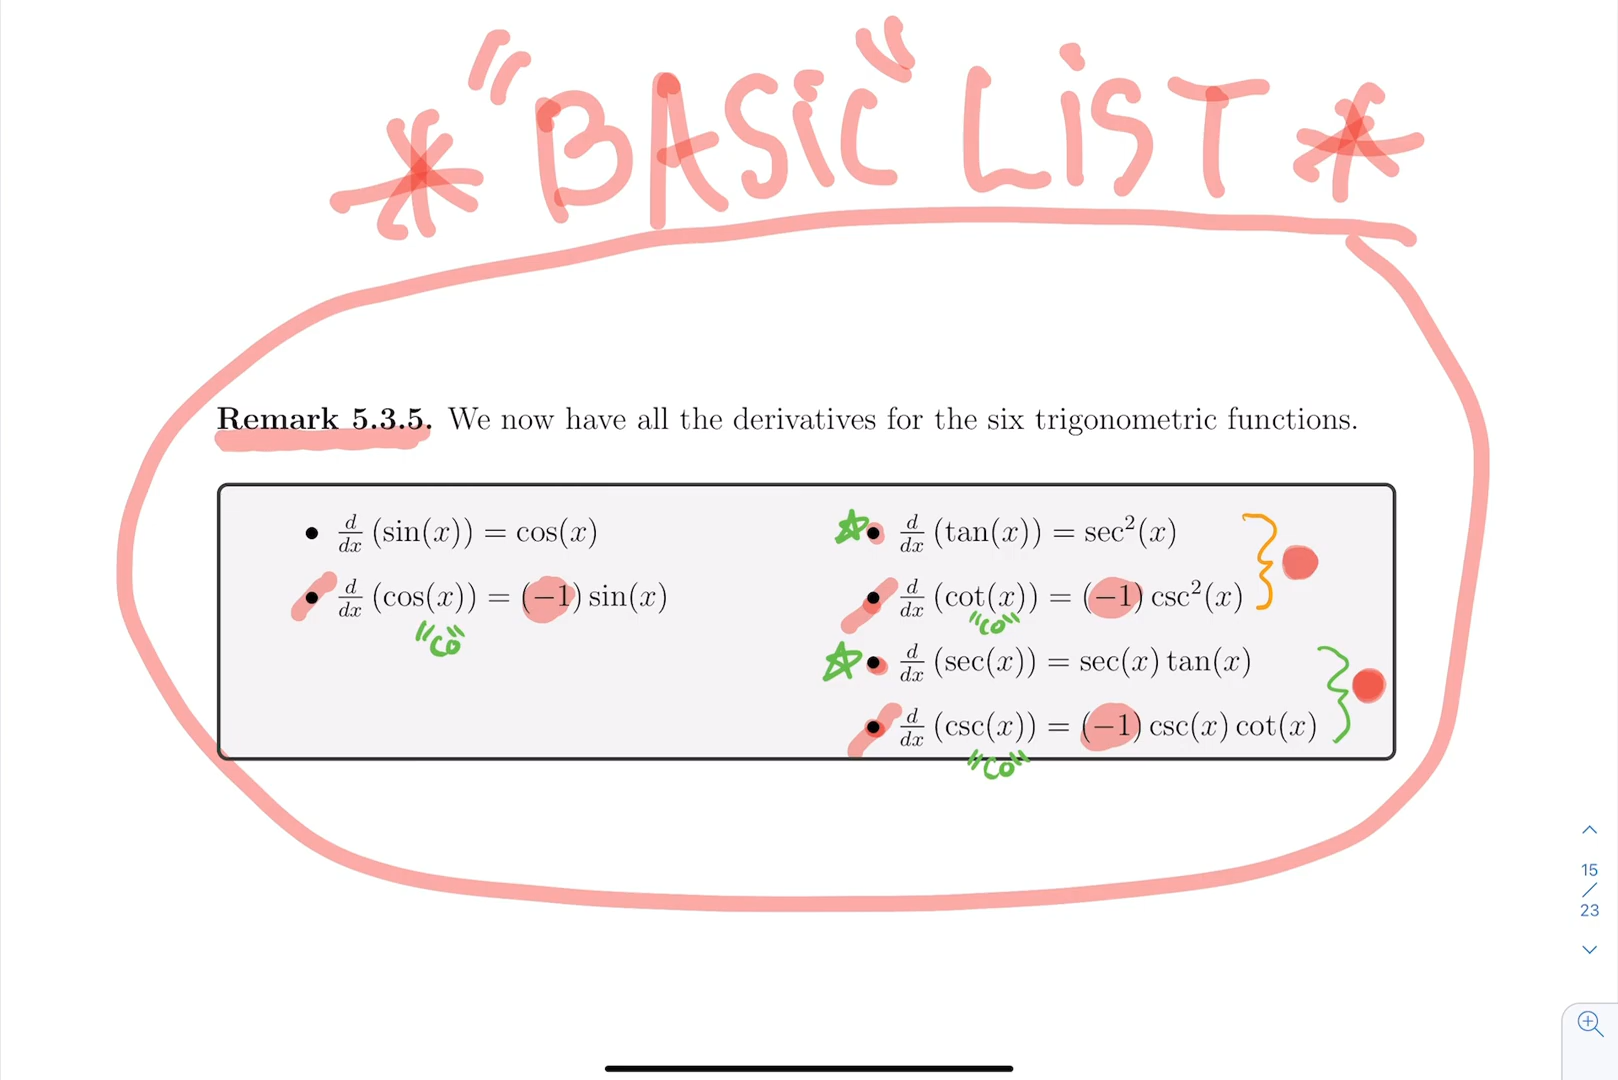 * "BASiC" LiST *
Remark 5.3.5. We now have all the derivatives for the six trigonometric functions.
• d/dx (sin(x)) = cos(x)
• d/dx (cos(x)) = (−1) sin(x)
"co"
• d/dx (tan(x)) = sec²(x)
• d/dx (cot(x)) = (−1) csc²(x)
"co"
• d/dx (sec(x)) = sec(x) tan(x)
• d/dx (csc(x)) = (−1) csc(x) cot(x)
"co"
15
/
23